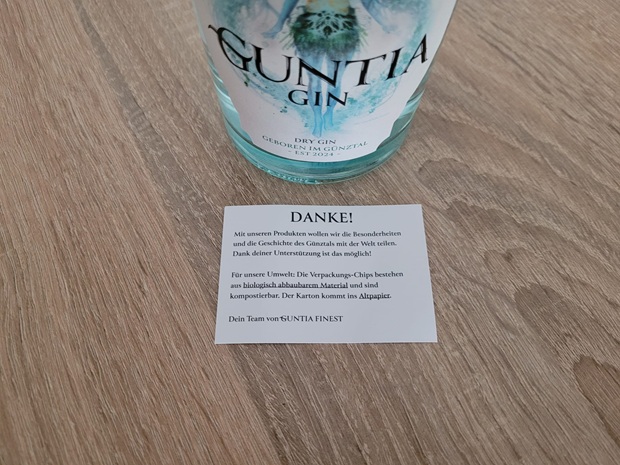 GUNTIA
GIN
DRY GIN
GEBOREN IM GÜNZTAL
- EST 2024 -
DANKE!
Mit unseren Produkten wollen wir die Besonderheiten
und die Geschichte des Günztals mit der Welt teilen.
Dank deiner Unterstützung ist das möglich!
Für unsere Umwelt: Die Verpackungs-Chips bestehen
aus biologisch abbaubarem Material und sind
kompostierbar. Der Karton kommt ins Altpapier.
Dein Team von GUNTIA FINEST